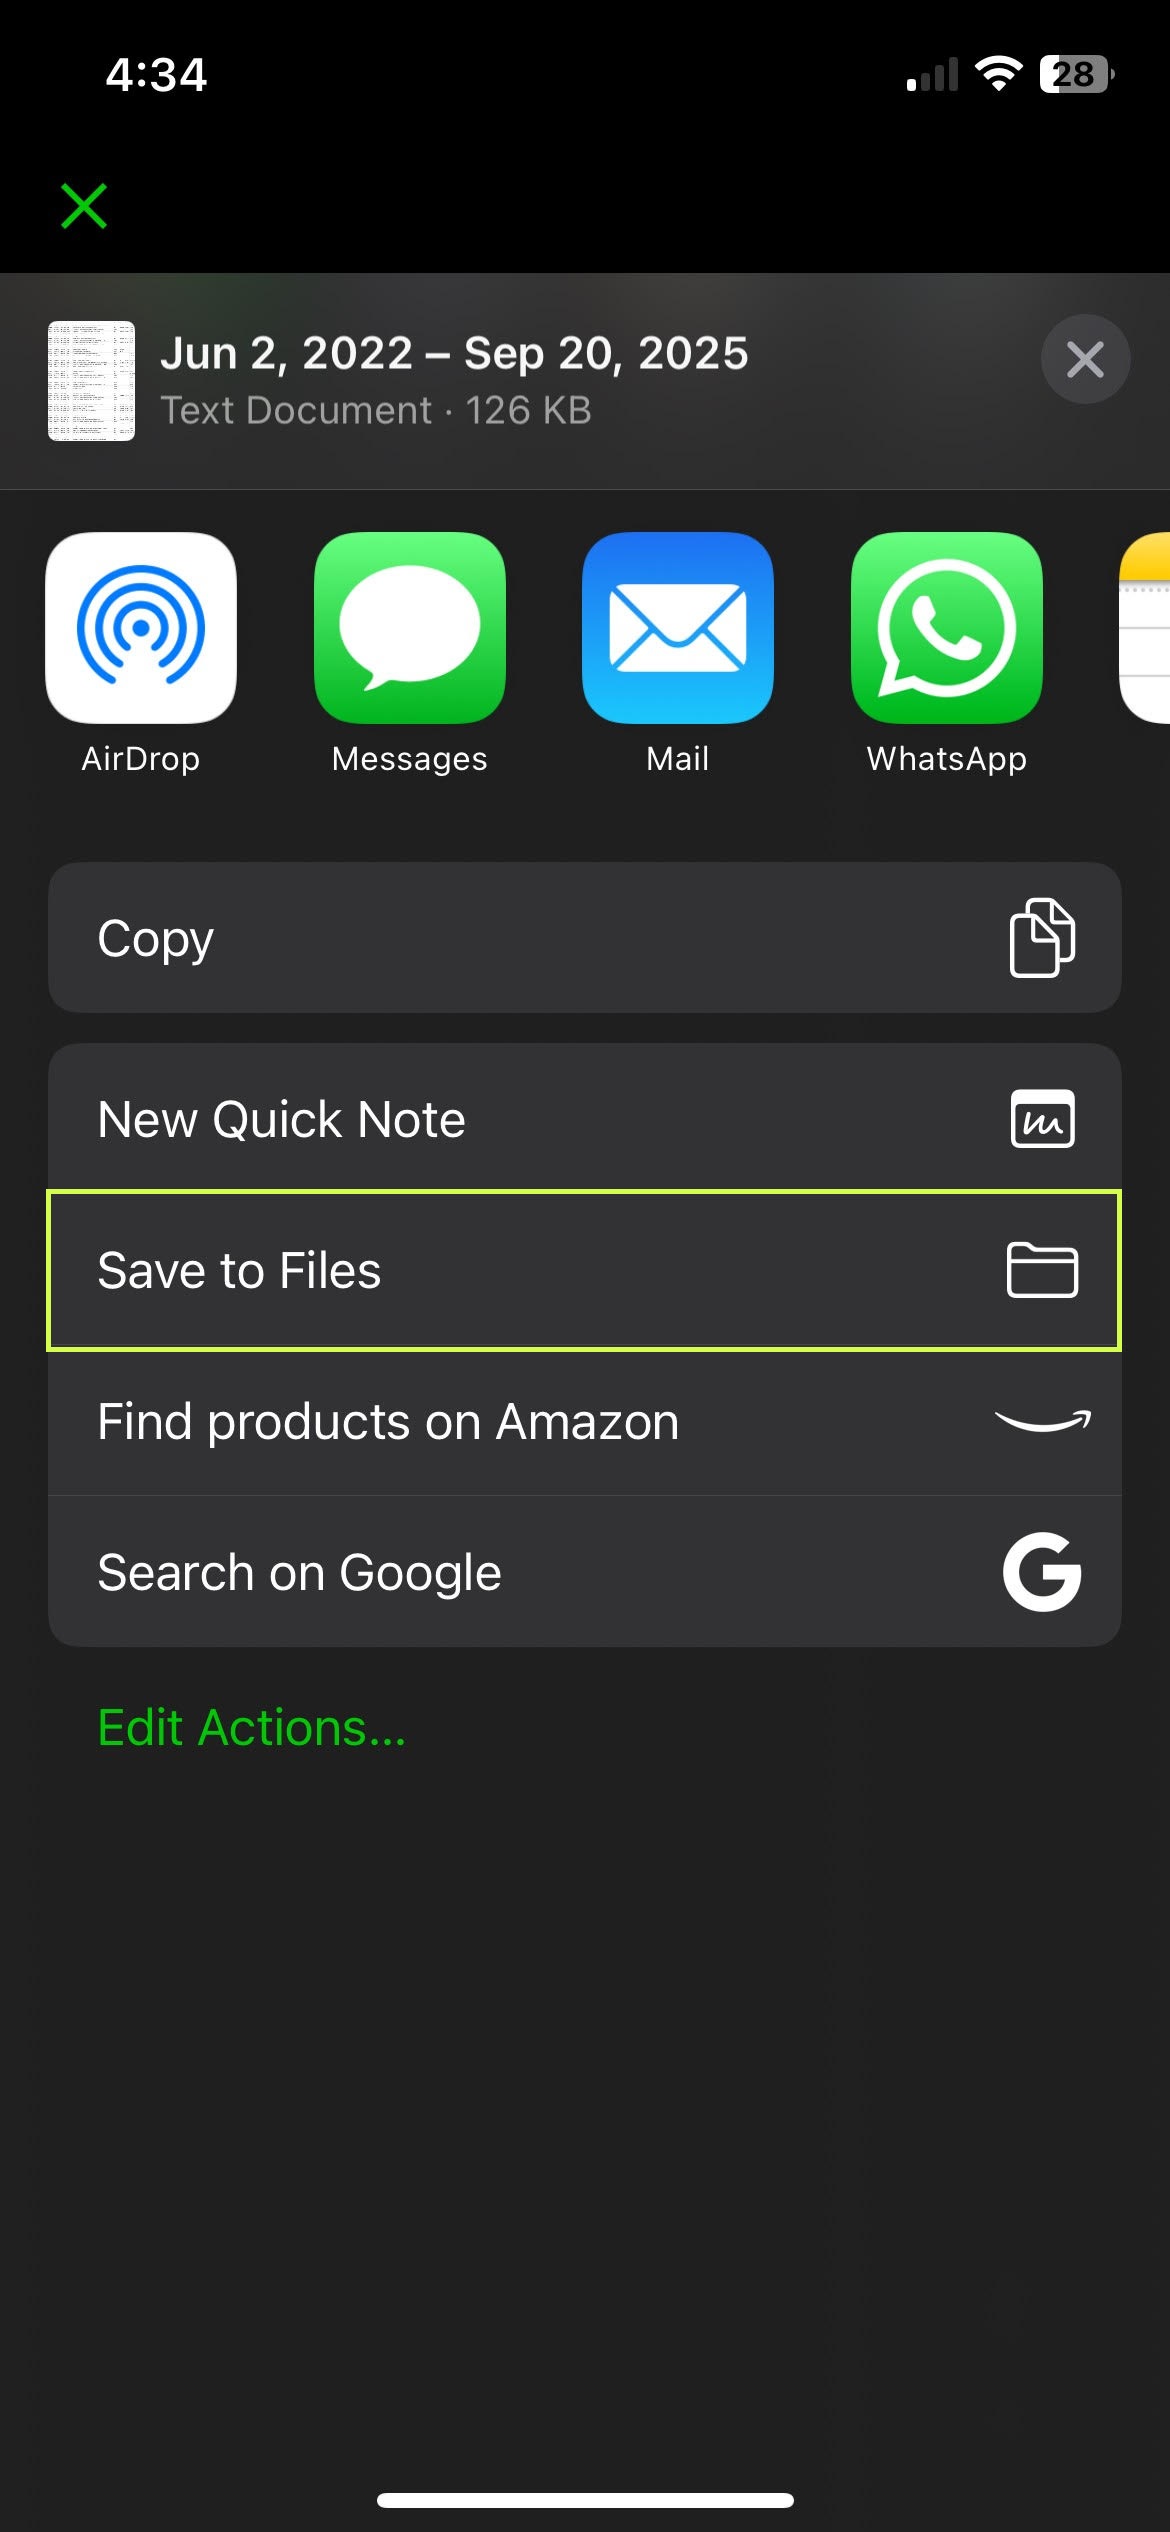 4:34
28
Jun 2, 2022 – Sep 20, 2025
Text Document · 126 KB
AirDrop
Messages
Mail
WhatsApp
Copy
New Quick Note
Save to Files
Find products on Amazon
Search on Google
Edit Actions...